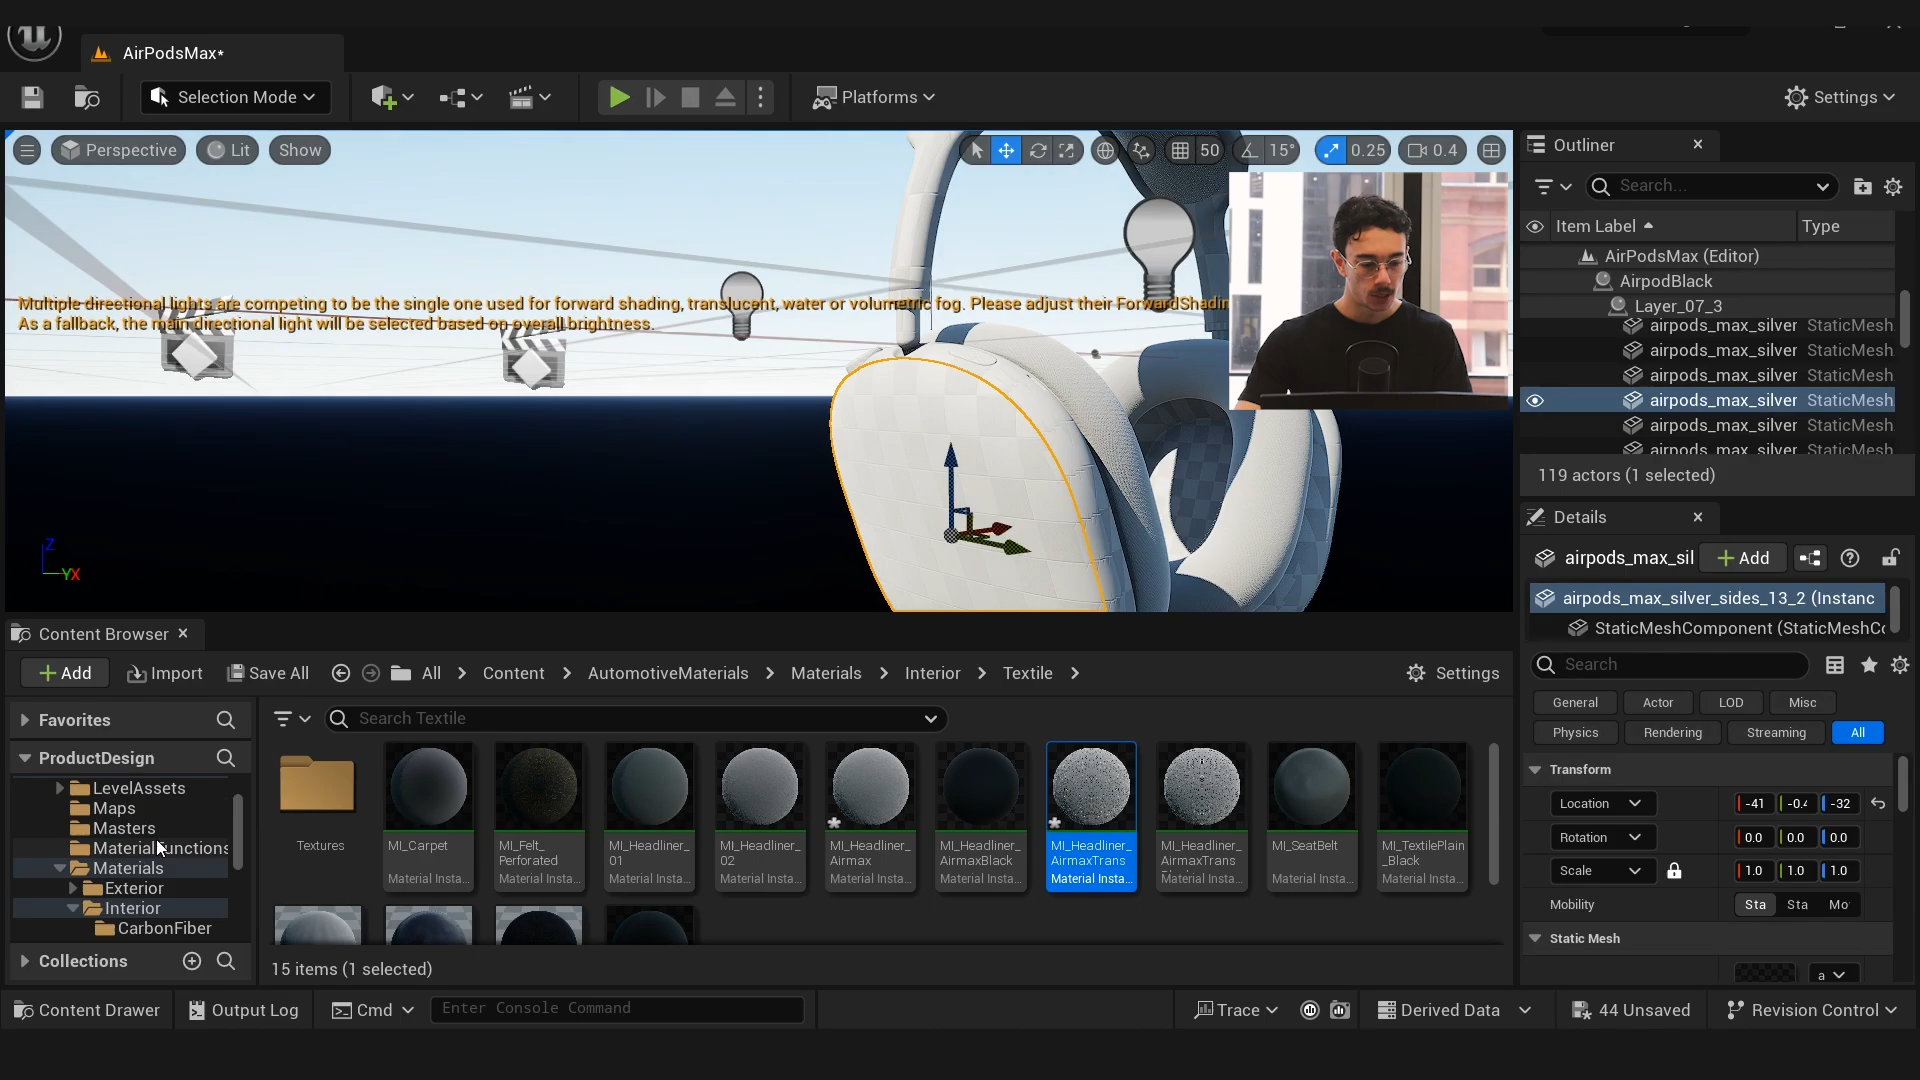 AirPodsMax*
Selection Mode
Platforms
Settings
Perspective
Lit
Show
50
15°
0.25
0.4
Multiple directional lights are competing to be the single one used for forward shading, translucent, water or volumetric fog. Please adjust their ForwardShadin
As a fallback, the main directional light will be selected based on overall brightness.
Z
YX
Outliner
Search...
Item Label
Type
AirPodsMax (Editor)
AirpodBlack
Layer_07_3
airpods_max_silver StaticMesh
airpods_max_silver StaticMesh
airpods_max_silver StaticMesh
airpods_max_silver StaticMesh
airpods_max_silver StaticMesh
airpods_max_silver StaticMesh
119 actors (1 selected)
Details
airpods_max_sil
Add
airpods_max_silver_sides_13_2 (Instanc
StaticMeshComponent (StaticMeshCo
Search
General
Actor
LOD
Misc
Physics
Rendering
Streaming
All
Transform
Location
-41
-0.4
-32
Rotation
0.0
0.0
0.0
Scale
1.0
1.0
1.0
Mobility
Sta
Sta
Mo
Static Mesh
a
Content Browser
Add
Import
Save All
All
Content
AutomotiveMaterials
Materials
Interior
Textile
Settings
Favorites
ProductDesign
LevelAssets
Maps
Masters
MaterialFunctions
Materials
Exterior
Interior
CarbonFiber
Collections
Search Textile
Textures
MI_Carpet
Material Insta...
MI_Felt_
Perforated
Material Insta...
MI_Headliner_
01
Material Insta...
MI_Headliner_
02
Material Insta...
MI_Headliner_
Airmax
Material Insta...
MI_Headliner_
AirmaxBlack
Material Insta...
MI_Headliner_
AirmaxTrans
Material Insta...
MI_Headliner_
AirmaxTrans
Material Insta...
MI_SeatBelt
Material Insta...
MI_TextilePlain
_Black
Material Insta...
15 items (1 selected)
Content Drawer
Output Log
Cmd
Enter Console Command
Trace
Derived Data
44 Unsaved
Revision Control